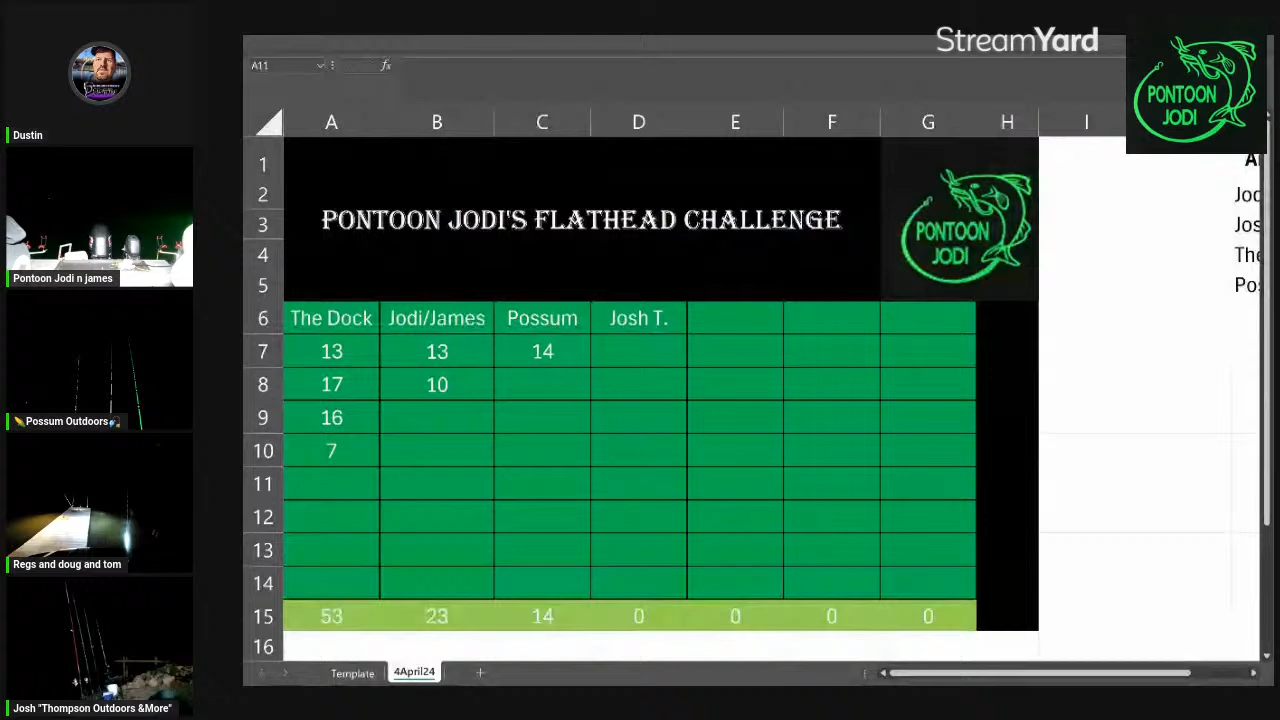 StreamYard
PONTOON
JODI
Dustin
Pontoon Jodi n james
Possum Outdoors
Regs and doug and tom
Josh "Thompson Outdoors &More"
A11 fx
A B C D E F G H I
1
2
3 PONTOON JODI'S FLATHEAD CHALLENGE
4
5
PONTOON
JODI
6 The Dock Jodi/James Possum Josh T.
7 13 13 14
8 17 10
9 16
10 7
11
12
13
14
15 53 23 14 0 0 0 0
16
Template 4April24 +
Jos
The
Pos